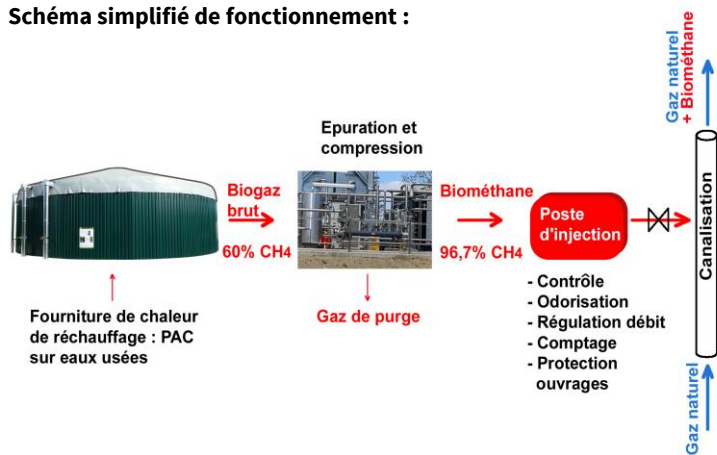 Schéma simplifié de fonctionnement :
Gaz naturel
+ Biométhane
Epuration et
compression
Biogaz
brut
60% CH4
Biométhane
96,7% CH4
Poste
d'injection
Canalisation
Fourniture de chaleur
de réchauffage : PAC
sur eaux usées
Gaz de purge
- Contrôle
- Odorisation
- Régulation débit
- Comptage
- Protection
ouvrages
Gaz naturel